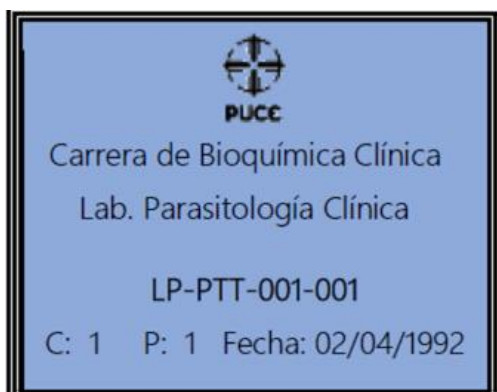 PUCE
Carrera de Bioquímica Clínica
Lab. Parasitología Clínica
LP-PTT-001-001
C: 1 P: 1 Fecha: 02/04/1992